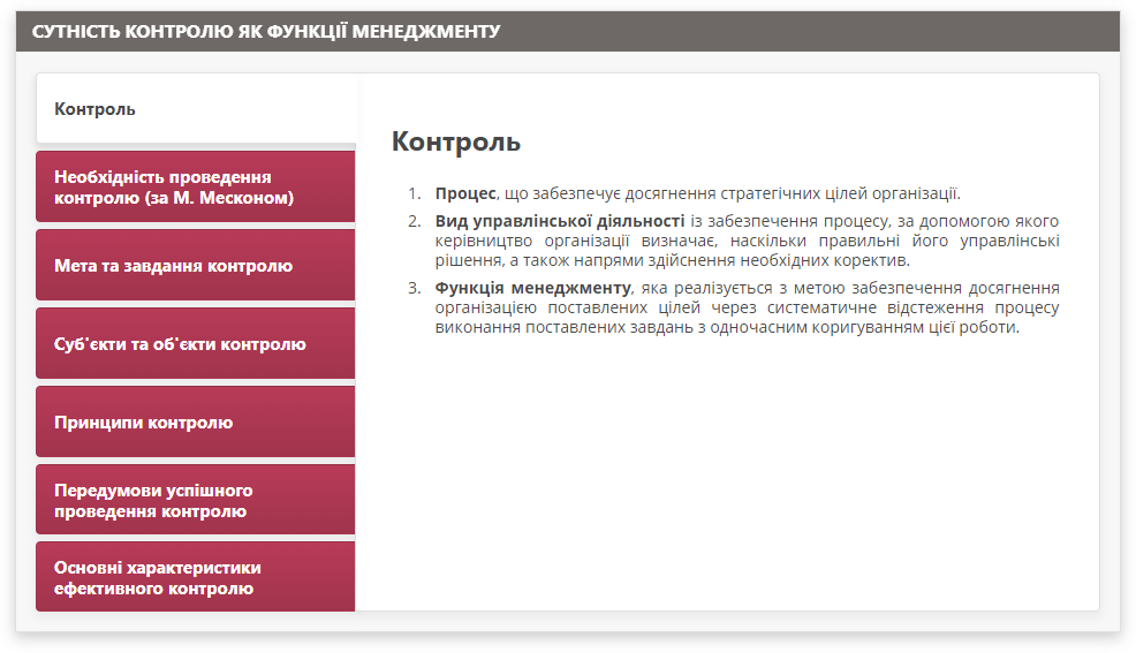 СУТНІСТЬ КОНТРОЛЮ ЯК ФУНКЦІЇ МЕНЕДЖМЕНТУ
Контроль
Необхідність проведення
контролю (за М. Месконом)
Мета та завдання контролю
Суб'єкти та об'єкти контролю
Принципи контролю
Передумови успішного
проведення контролю
Основні характеристики
ефективного контролю
Контроль
1. Процес, що забезпечує досягнення стратегічних цілей організації.
2. Вид управлінської діяльності із забезпечення процесу, за допомогою якого
керівництво організації визначає, наскільки правильні його управлінські
рішення, а також напрями здійснення необхідних коректив.
3. Функція менеджменту, яка реалізується з метою забезпечення досягнення
організацією поставлених цілей через систематичне відстеження процесу
виконання поставлених завдань з одночасним коригуванням цієї роботи.